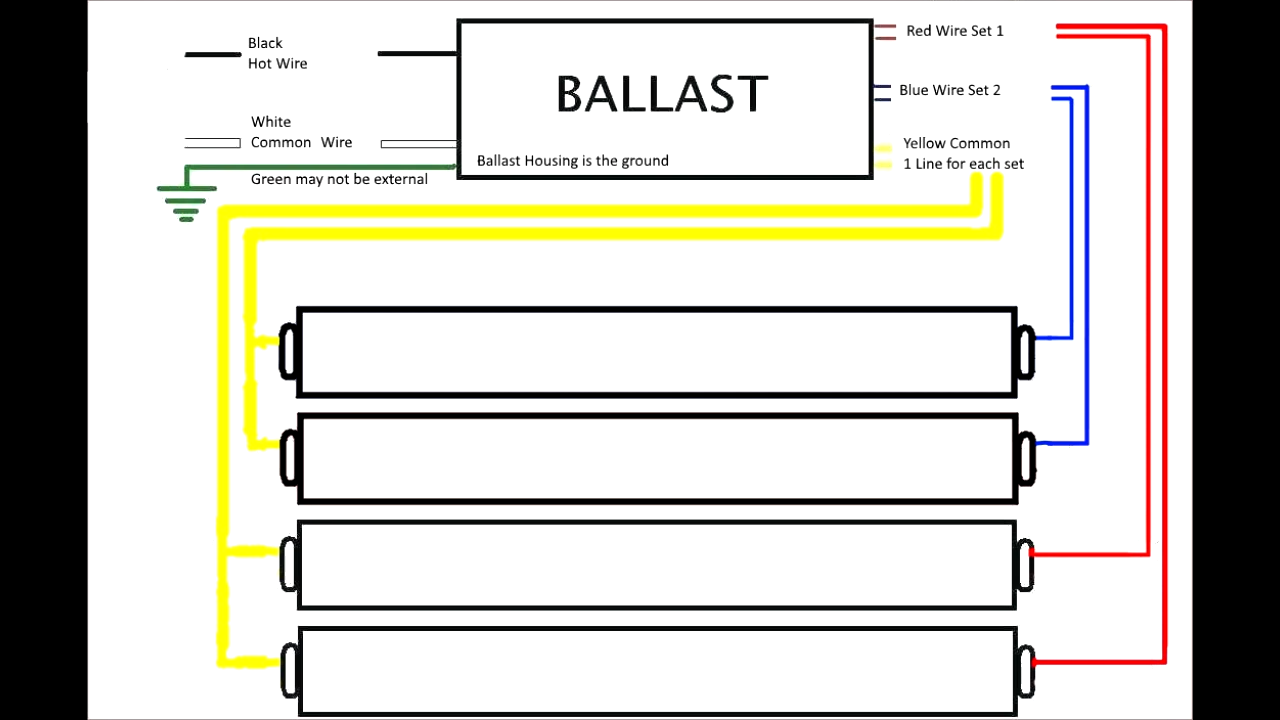 Black
Hot Wire
White
Common Wire
Green may not be external
BALLAST
Ballast Housing is the ground
Red Wire Set 1
Blue Wire Set 2
Yellow Common
1 Line for each set